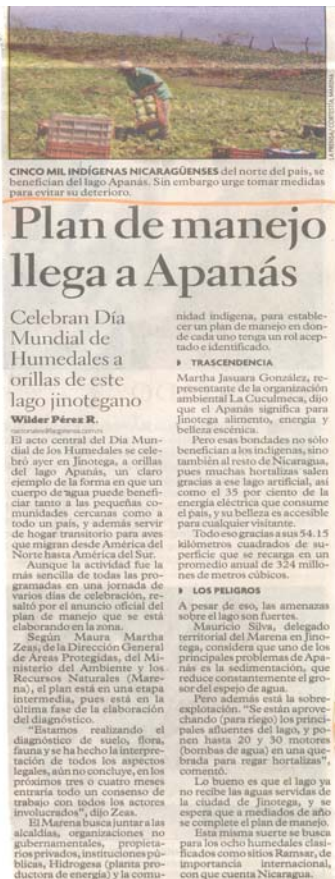 CINCO MIL INDÍGENAS NICARAGÜENSES del norte del país, se
benefician del lago Apanás. Sin embargo urge tomar medidas
para evitar su deterioro.
Plan de manejo
llega a Apanás
Celebran Día
Mundial de
Humedales a
orillas de este
lago jinotegano
Wilder Pérez R.
El acto central del Día Mun-
dial de los Humedales se cele-
bró ayer en Jinotega, a orillas
del lago Apanás, un claro
ejemplo de la forma en que un
cuerpo de agua puede benefi-
ciar tanto a las pequeñas co-
munidades cercanas como a
todo un país, y además servir
de hogar transitorio para aves
que migran desde América del
Norte hasta América del Sur.
Aunque la actividad fue la
más sencilla de todas las pro-
gramadas en una jornada de
varios días de celebración, re-
saltó por el anuncio oficial del
plan de manejo que se está
elaborando en la zona.
Según Maura Martha
Zeas, de la Dirección General
de Áreas Protegidas, del Mi-
nisterio del Ambiente y los
Recursos Naturales (Mare-
na), el plan está en una etapa
intermedia, pues está en la
última fase de la elaboración
del diagnóstico.
"Estamos realizando el
diagnóstico de suelo, flora,
fauna y se ha hecho la interpre-
tación de todos los aspectos
legales, aún no concluye, en los
próximos tres o cuatro meses
entraría todo un consenso de
trabajo con todos los actores
involucrados", dijo Zeas.
El Marena busca juntar a las
alcaldías, organizaciones no
gubernamentales, propieta-
rios privados, instituciones pú-
blicas, Hidrogesa (planta pro-
ductora de energía) y la comu-
nidad indígena, para estable-
cer un plan de manejo en don-
de cada uno tenga un rol acep-
tado e identificado.
TRASCENDENCIA
Martha Jasuara González, re-
presentante de la organización
ambiental La Cuculmeca, dijo
que el Apanás significa para
Jinotega alimento, energía y
belleza escénica.
Pero esas bondades no sólo
benefician a los indígenas, sino
también al resto de Nicaragua,
pues muchas hortalizas salen
gracias a ese lago artificial, así
como el 35 por ciento de la
energía eléctrica que consume
el país, y su belleza es accesible
para cualquier visitante.
Todo eso gracias a sus 54.15
kilómetros cuadrados de su-
perficie que se recarga en un
promedio anual de 324 millo-
nes de metros cúbicos.
LOS PELIGROS
A pesar de eso, las amenazas
sobre el lago son fuertes.
Mauricio Silva, delegado
territorial del Marena en Jino-
tega, considera que uno de los
principales problemas de Apa-
nás es la sedimentación, que
reduce constantemente el gro-
sor del espejo de agua.
Pero además está la sobre-
explotación. "Se están aprove-
chando (para riego) los princi-
pales afluentes del lago, y po-
nen hasta 20 y 30 motores
(bombas de agua) en una que-
brada para regar hortalizas",
comentó.
Lo bueno es que el lago ya
no recibe las aguas servidas de
la ciudad de Jinotega, y se
espera que a mediados de año
se complete el plan de manejo.
Esta misma suerte se busca
para los ocho humedales clasi-
ficados como sitios Ramsar, de
importancia internacional,
con que cuenta Nicaragua.